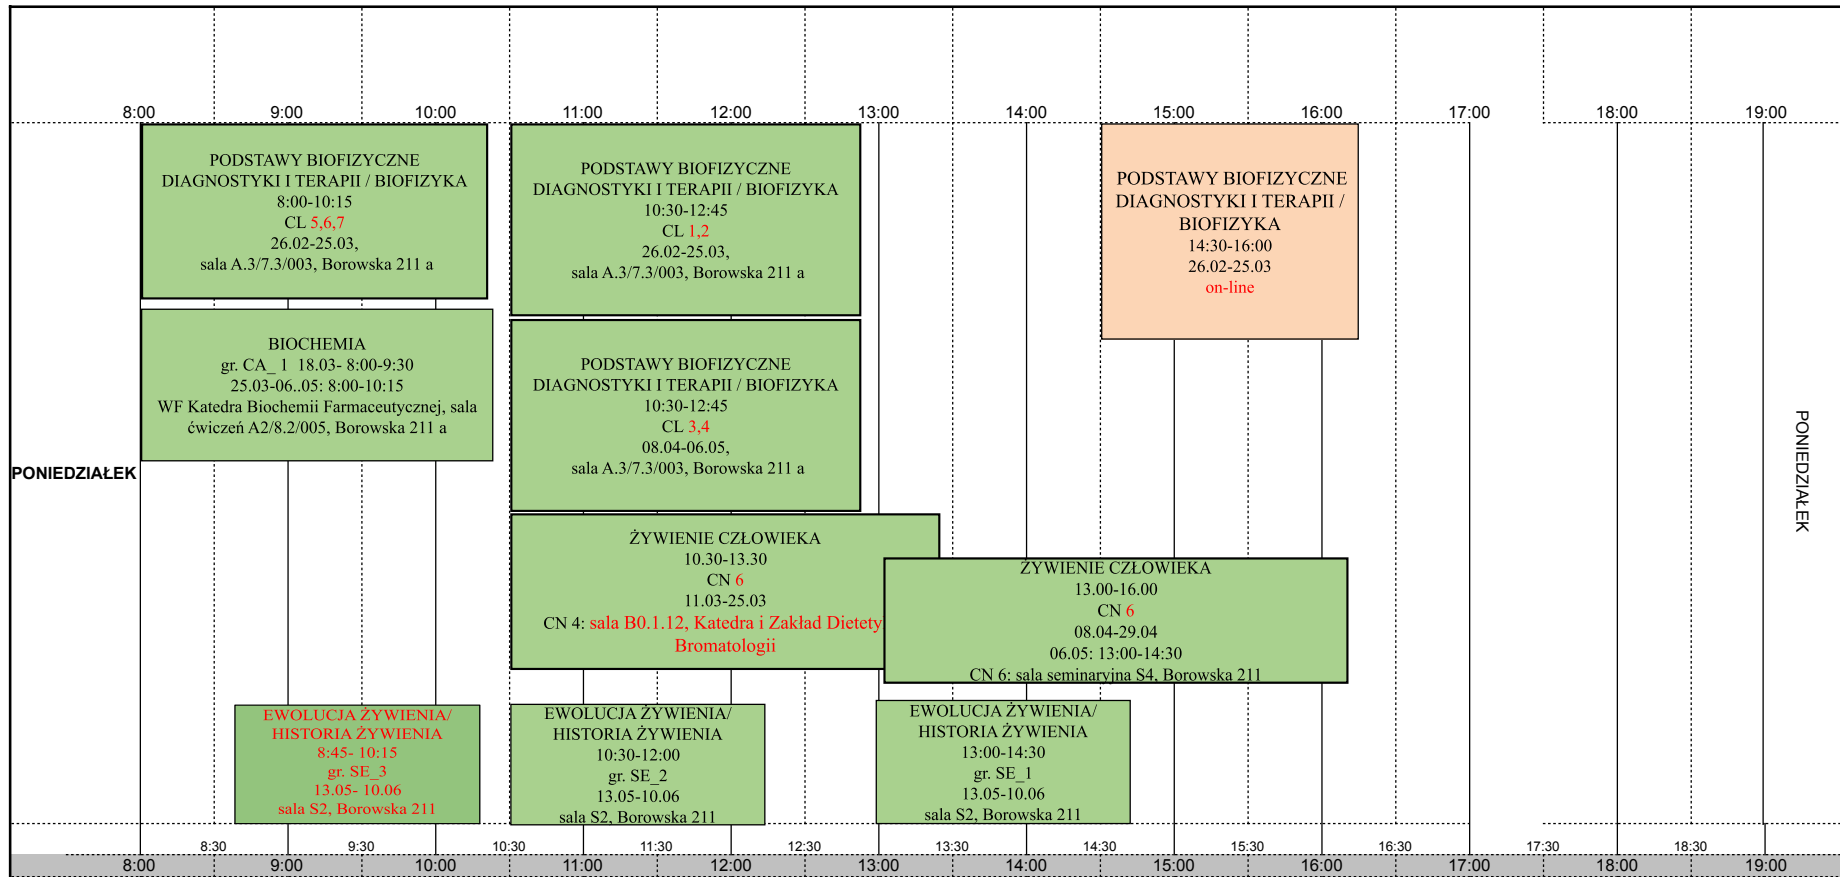 8:00 9:00 10:00 11:00 12:00 13:00 14:00 15:00 16:00 17:00 18:00 19:00
PODSTAWY BIOFIZYCZNE
DIAGNOSTYKI I TERAPII / BIOFIZYKA
8:00-10:15
CL 5,6,7
26.02-25.03,
sala A.3/7.3/003, Borowska 211 a
PODSTAWY BIOFIZYCZNE
DIAGNOSTYKI I TERAPII / BIOFIZYKA
10:30-12:45
CL 1,2
26.02-25.03,
sala A.3/7.3/003, Borowska 211 a
PODSTAWY BIOFIZYCZNE
DIAGNOSTYKI I TERAPII /
BIOFIZYKA
14:30-16:00
26.02-25.03
on-line
BIOCHEMIA
gr. CA_ 1 18.03- 8:00-9:30
25.03-06..05: 8:00-10:15
WF Katedra Biochemii Farmaceutycznej, sala
ćwiczeń A2/8.2/005, Borowska 211 a
PODSTAWY BIOFIZYCZNE
DIAGNOSTYKI I TERAPII / BIOFIZYKA
10:30-12:45
CL 3,4
08.04-06.05,
sala A.3/7.3/003, Borowska 211 a
PONIEDZIAŁEK
PONIEDZIAŁEK
ŻYWIENIE CZŁOWIEKA
10.30-13.30
CN 6
11.03-25.03
CN 4: sala B0.1.12, Katedra i Zakład Dietety
Bromatologii
ŻYWIENIE CZŁOWIEKA
13.00-16.00
CN 6
08.04-29.04
06.05: 13:00-14:30
CN 6: sala seminaryjna S4, Borowska 211
EWOLUCJA ŻYWIENIA/
HISTORIA ŻYWIENIA
8:45- 10:15
gr. SE_3
13.05- 10.06
sala S2, Borowska 211
EWOLUCJA ŻYWIENIA/
HISTORIA ŻYWIENIA
10:30-12:00
gr. SE_2
13.05-10.06
sala S2, Borowska 211
EWOLUCJA ŻYWIENIA/
HISTORIA ŻYWIENIA
13:00-14:30
gr. SE_1
13.05-10.06
sala S2, Borowska 211
8:30 9:30 10:30 11:30 12:30 13:30 14:30 15:30 16:30 17:30 18:30
8:00 9:00 10:00 11:00 12:00 13:00 14:00 15:00 16:00 17:00 18:00 19:00